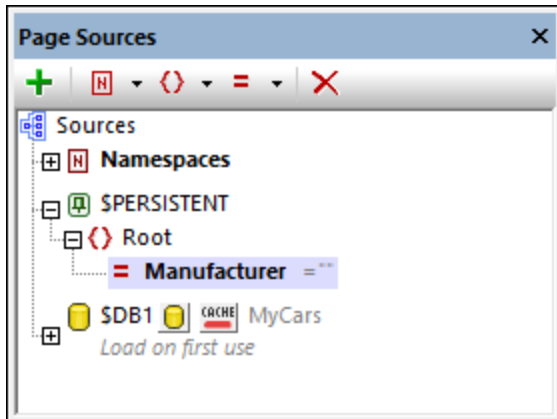 Page Sources
N {} =
Sources
N Namespaces
$PERSISTENT
{} Root
= Manufacturer =""
$DB1 CACHE MyCars
Load on first use